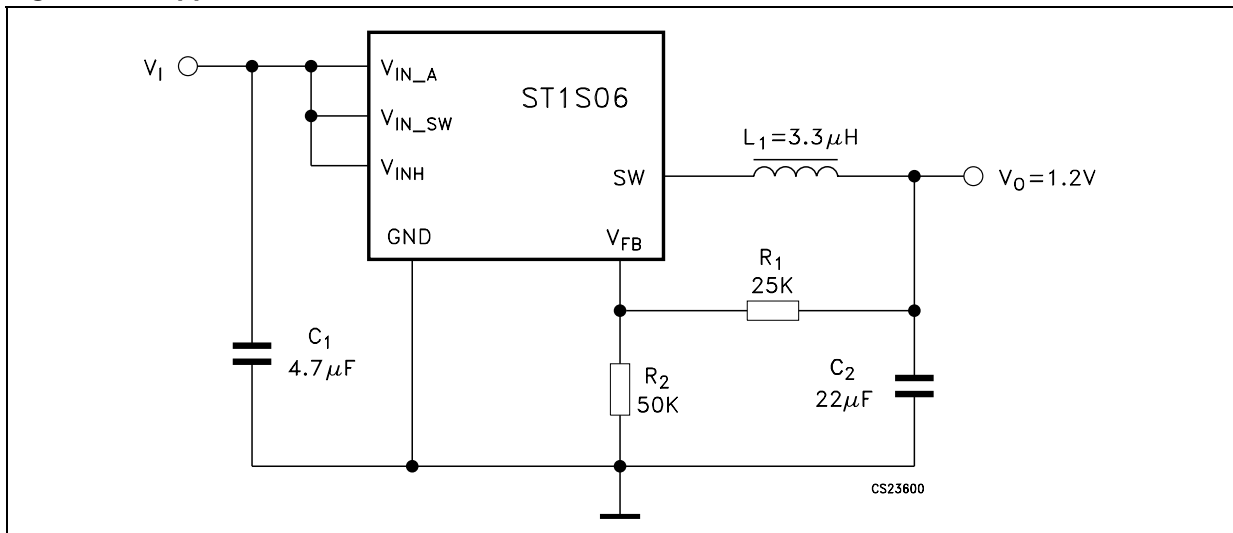 V_I
V_IN_A
V_IN_SW
V_INH
ST1S06
SW
GND
V_FB
L_1=3.3μH
V_O=1.2V
R_1
25K
C_1
4.7μF
R_2
50K
C_2
22μF
CS23600